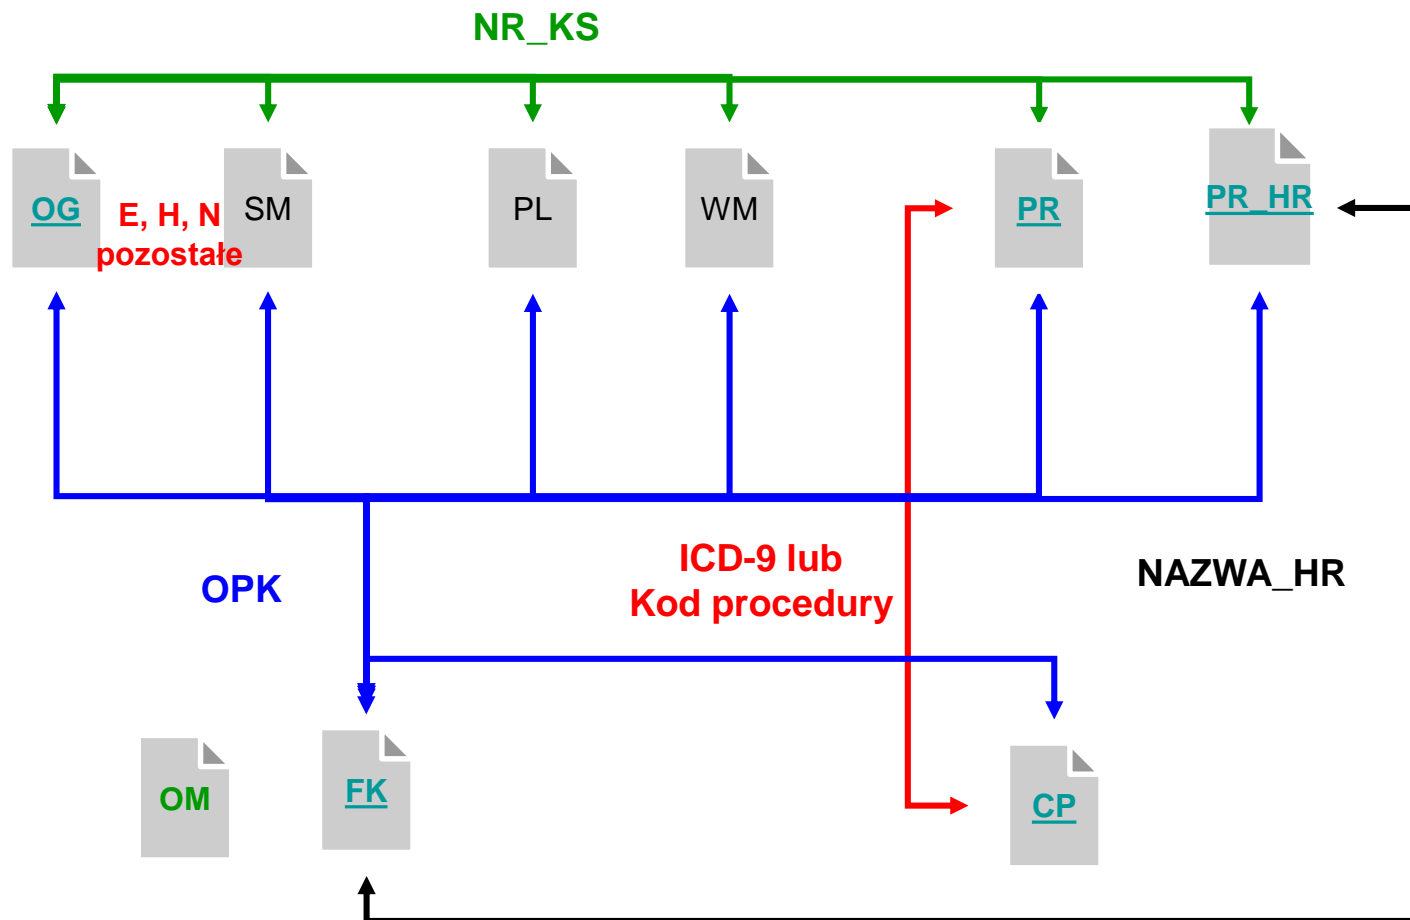 NR_KS
OG
E, H, N
pozostałe
SM
PL
WM
PR
PR_HR
OPK
ICD-9 lub
Kod procedury
NAZWA_HR
OM
FK
CP